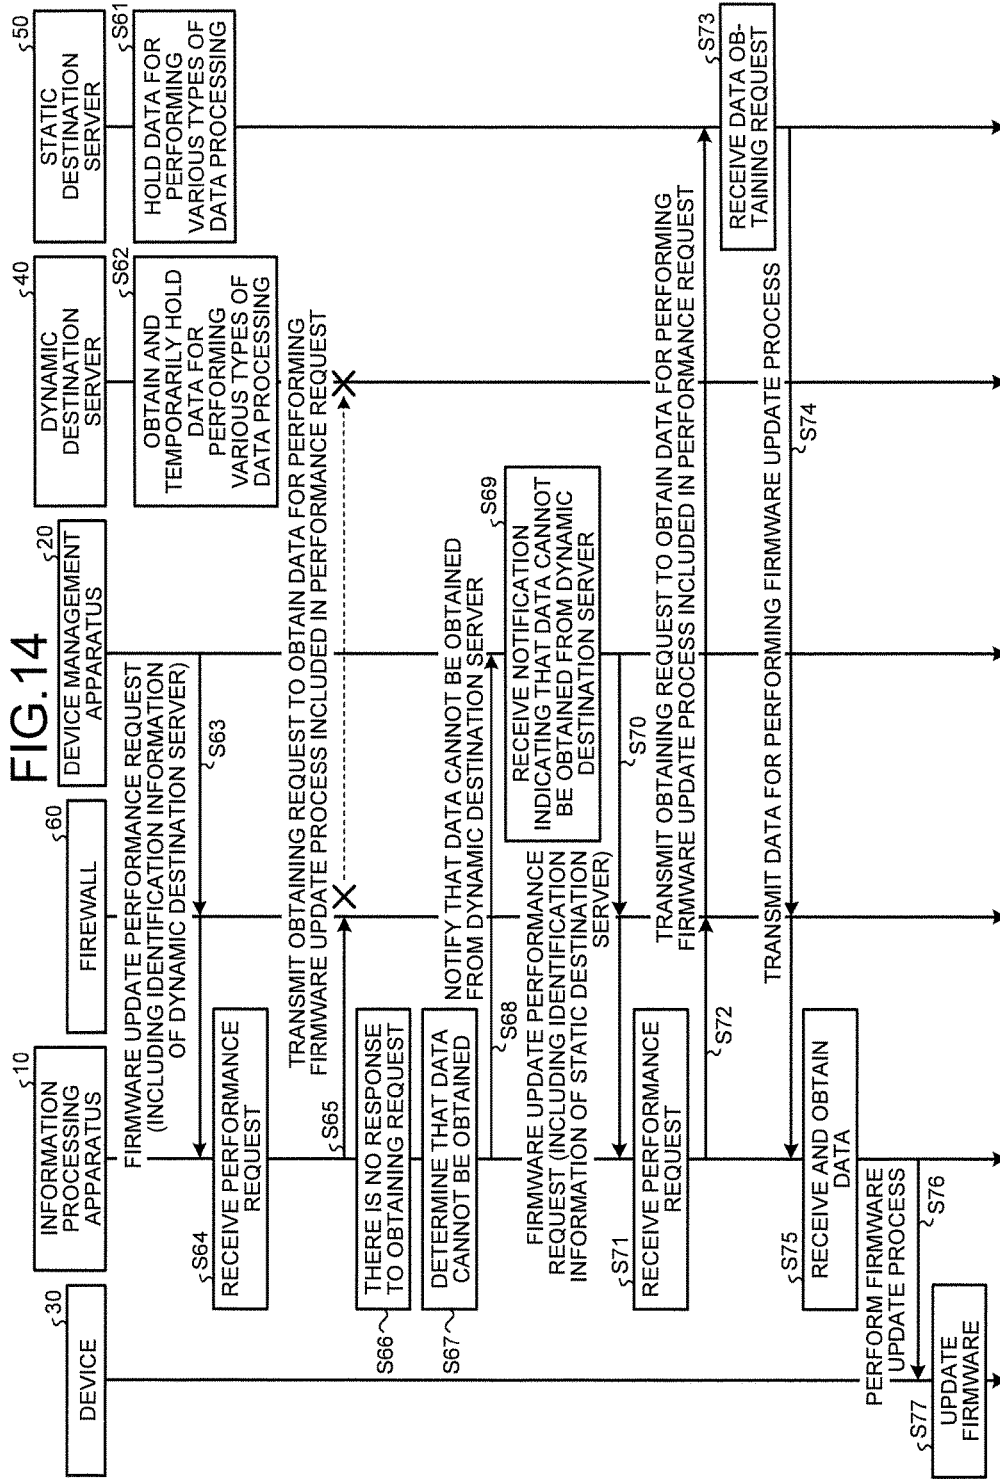 FIG.14
DEVICE
30
INFORMATION
PROCESSING
APPARATUS
10
FIREWALL
60
DEVICE MANAGEMENT
APPARATUS
20
DYNAMIC
DESTINATION
SERVER
40
STATIC
DESTINATION
SERVER
50
HOLD DATA FOR
PERFORMING
VARIOUS TYPES OF
DATA PROCESSING
S61
OBTAIN AND
TEMPORARILY HOLD
DATA FOR
PERFORMING
VARIOUS TYPES OF
DATA PROCESSING
S62
FIRMWARE UPDATE PERFORMANCE REQUEST
(INCLUDING IDENTIFICATION INFORMATION
OF DYNAMIC DESTINATION SERVER)
S63
S64
RECEIVE PERFORMANCE
REQUEST
TRANSMIT OBTAINING REQUEST TO OBTAIN DATA FOR PERFORMING
FIRMWARE UPDATE PROCESS INCLUDED IN PERFORMANCE REQUEST
S65
S66
THERE IS NO RESPONSE
TO OBTAINING REQUEST
S67
DETERMINE THAT DATA
CANNOT BE OBTAINED
NOTIFY THAT DATA CANNOT BE OBTAINED
FROM DYNAMIC DESTINATION SERVER
S68
S69
RECEIVE NOTIFICATION
INDICATING THAT DATA CANNOT
BE OBTAINED FROM DYNAMIC
DESTINATION SERVER
FIRMWARE UPDATE PERFORMANCE
REQUEST (INCLUDING IDENTIFICATION
INFORMATION OF STATIC DESTINATION
SERVER)
S70
S71
RECEIVE PERFORMANCE
REQUEST
TRANSMIT OBTAINING REQUEST TO OBTAIN DATA FOR PERFORMING
FIRMWARE UPDATE PROCESS INCLUDED IN PERFORMANCE REQUEST
S72
S73
RECEIVE DATA OB-
TAINING REQUEST
TRANSMIT DATA FOR PERFORMING FIRMWARE UPDATE PROCESS
S74
S75
RECEIVE AND OBTAIN
DATA
PERFORM FIRMWARE
UPDATE PROCESS
S76
S77
UPDATE
FIRMWARE